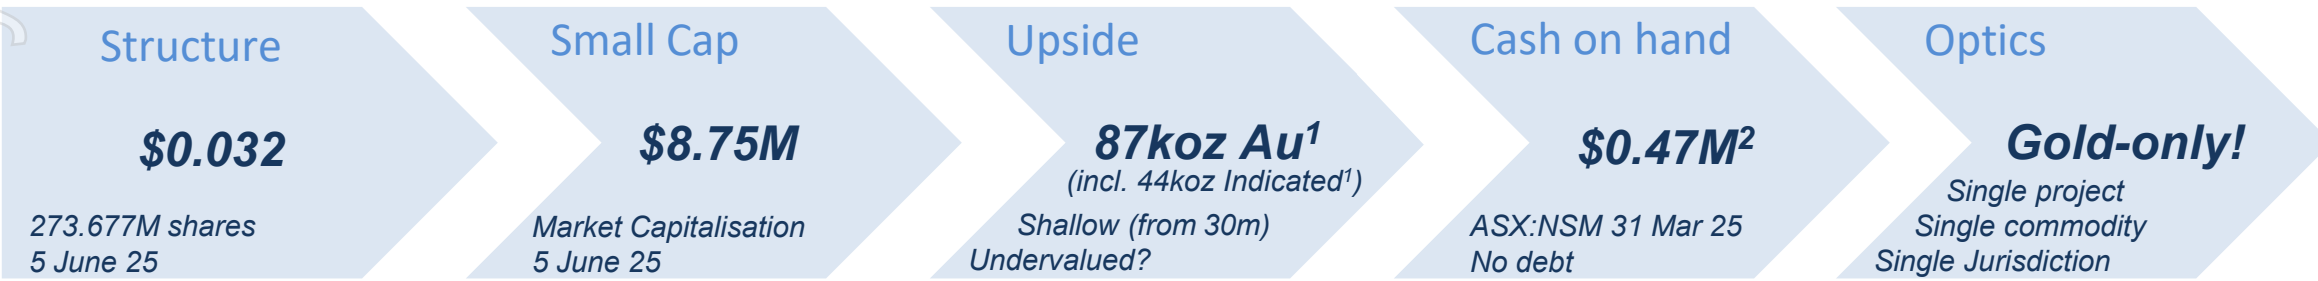 Structure
$0.032
273.677M shares
5 June 25
Small Cap
$8.75M
Market Capitalisation
5 June 25
Upside
87koz Au¹
(incl. 44koz Indicated¹)
Shallow (from 30m)
Undervalued?
Cash on hand
$0.47M²
ASX:NSM 31 Mar 25
No debt
Optics
Gold-only!
Single project
Single commodity
Single Jurisdiction